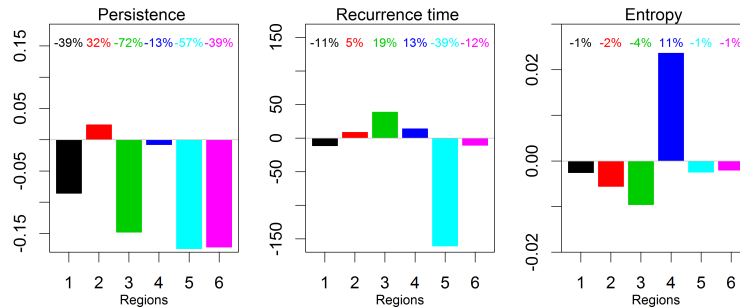 Persistence
-39% 32% -72% -13% -57% -39%
0.15
0.05
-0.05
-0.15
1 2 3 4 5 6
Regions
Recurrence time
-11% 5% 19% 13% -39% -12%
150
50
0
-50
-150
1 2 3 4 5 6
Regions
Entropy
-1% -2% -4% 11% -1% -1%
0.02
0.00
-0.02
1 2 3 4 5 6
Regions